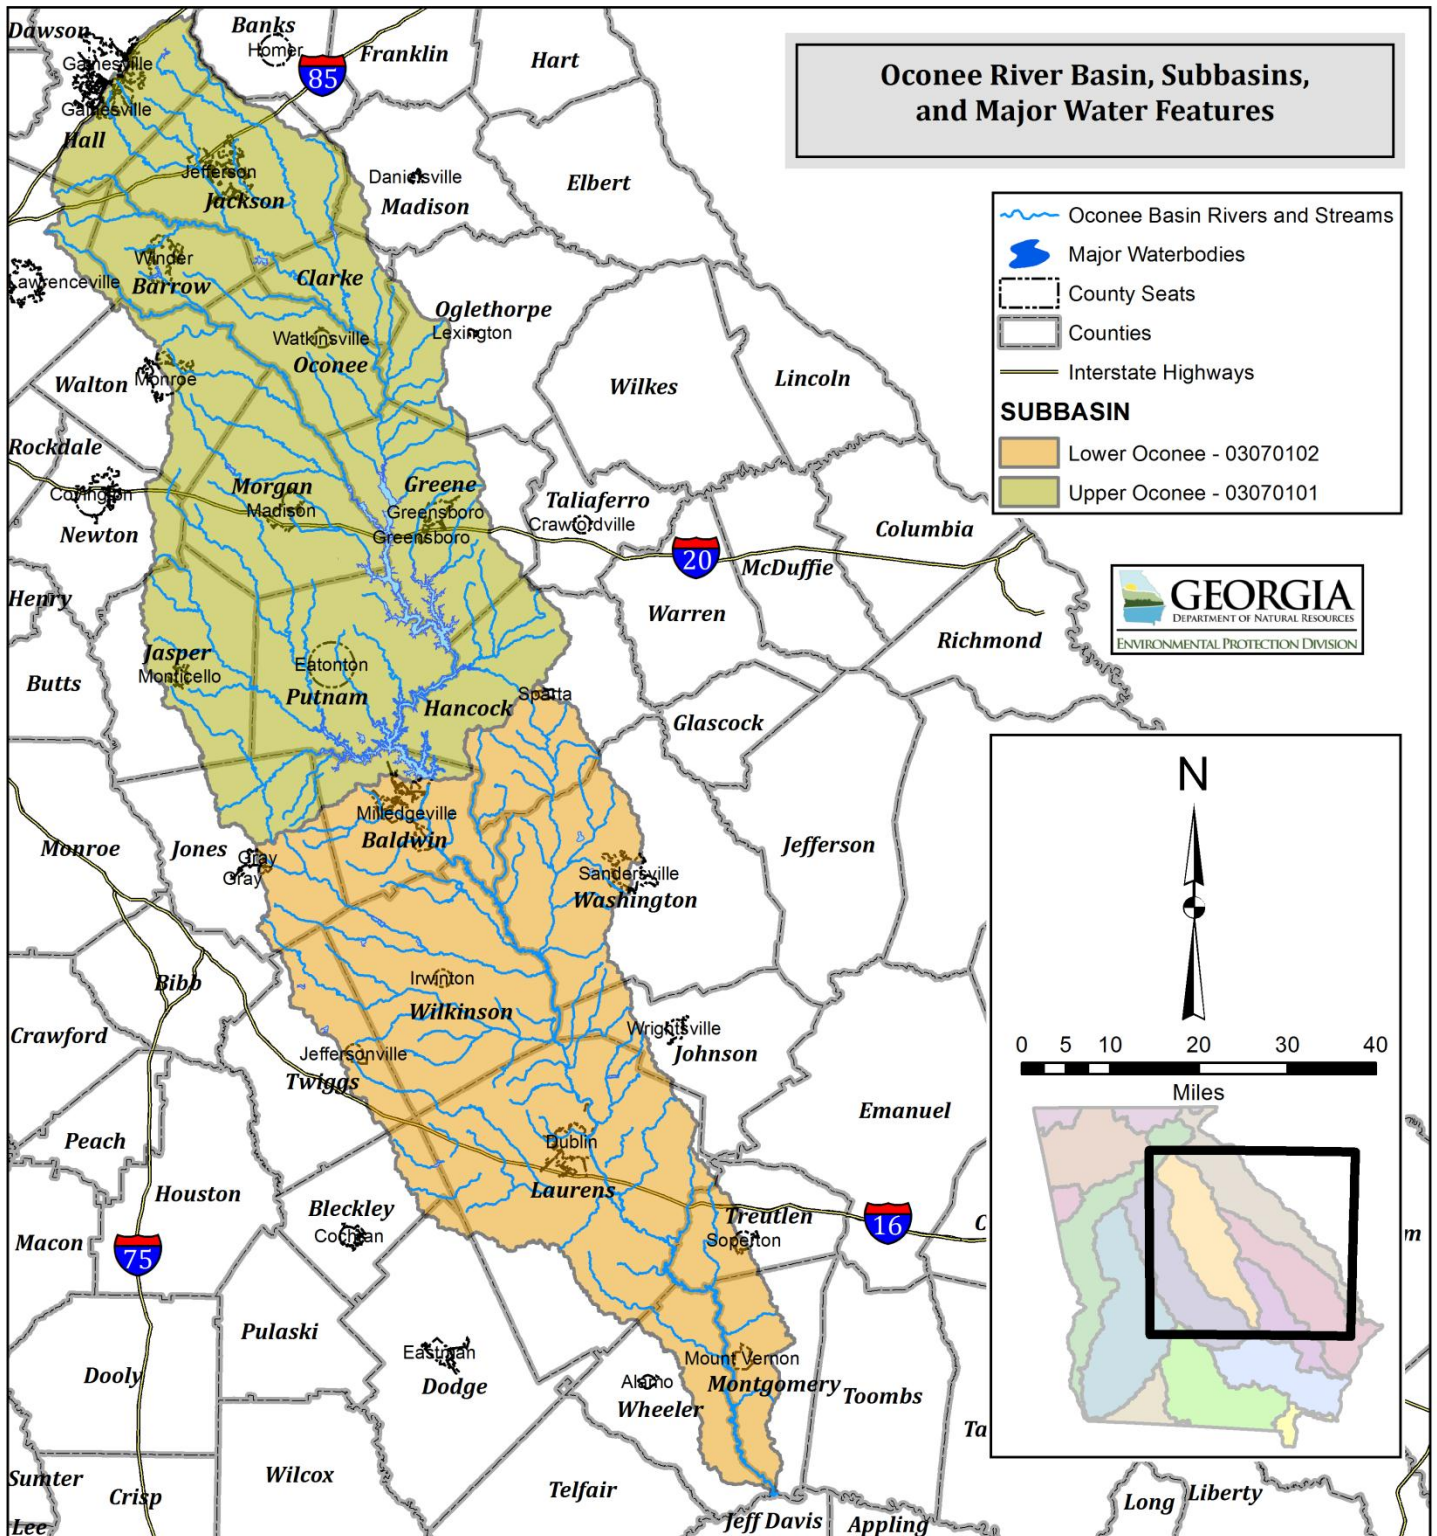 Oconee River Basin, Subbasins,
and Major Water Features
Oconee Basin Rivers and Streams
Major Waterbodies
County Seats
Counties
Interstate Highways
SUBBASIN
Lower Oconee - 03070102
Upper Oconee - 03070101
GEORGIA
DEPARTMENT OF NATURAL RESOURCES
ENVIRONMENTAL PROTECTION DIVISION
N
0 5 10 20 30 40
Miles
Dawson
Banks
Homer
Franklin
Hart
Gainesville
85
Gainesville
Hall
Jefferson
Jackson
Danielsville
Madison
Elbert
Winder
Barrow
Clarke
Lawrenceville
Oglethorpe
Lexington
Watkinsville
Oconee
Walton
Monroe
Wilkes
Lincoln
Rockdale
Covington
Newton
Morgan
Madison
Greene
Greensboro
Greensboro
Taliaferro
Crawfordville
Columbia
20
McDuffie
Henry
Warren
Richmond
Jasper
Monticello
Butts
Eatonton
Putnam
Hancock
Sparta
Glascock
Milledgeville
Baldwin
Monroe
Jones
Gray
Gray
Jefferson
Sandersville
Washington
Bibb
Irwinton
Wilkinson
Crawford
Wrightsville
Johnson
Jeffersonville
Twiggs
Emanuel
Peach
Dublin
Laurens
Houston
Bleckley
Cochran
Treutlen
Soperton
16
C
Macon
75
m
Pulaski
Eastman
Dodge
Dooly
Mount Vernon
Montgomery
Alamo
Wheeler
Toombs
Ta
Sumter
Crisp
Wilcox
Telfair
Lee
Jeff Davis
Appling
Long
Liberty